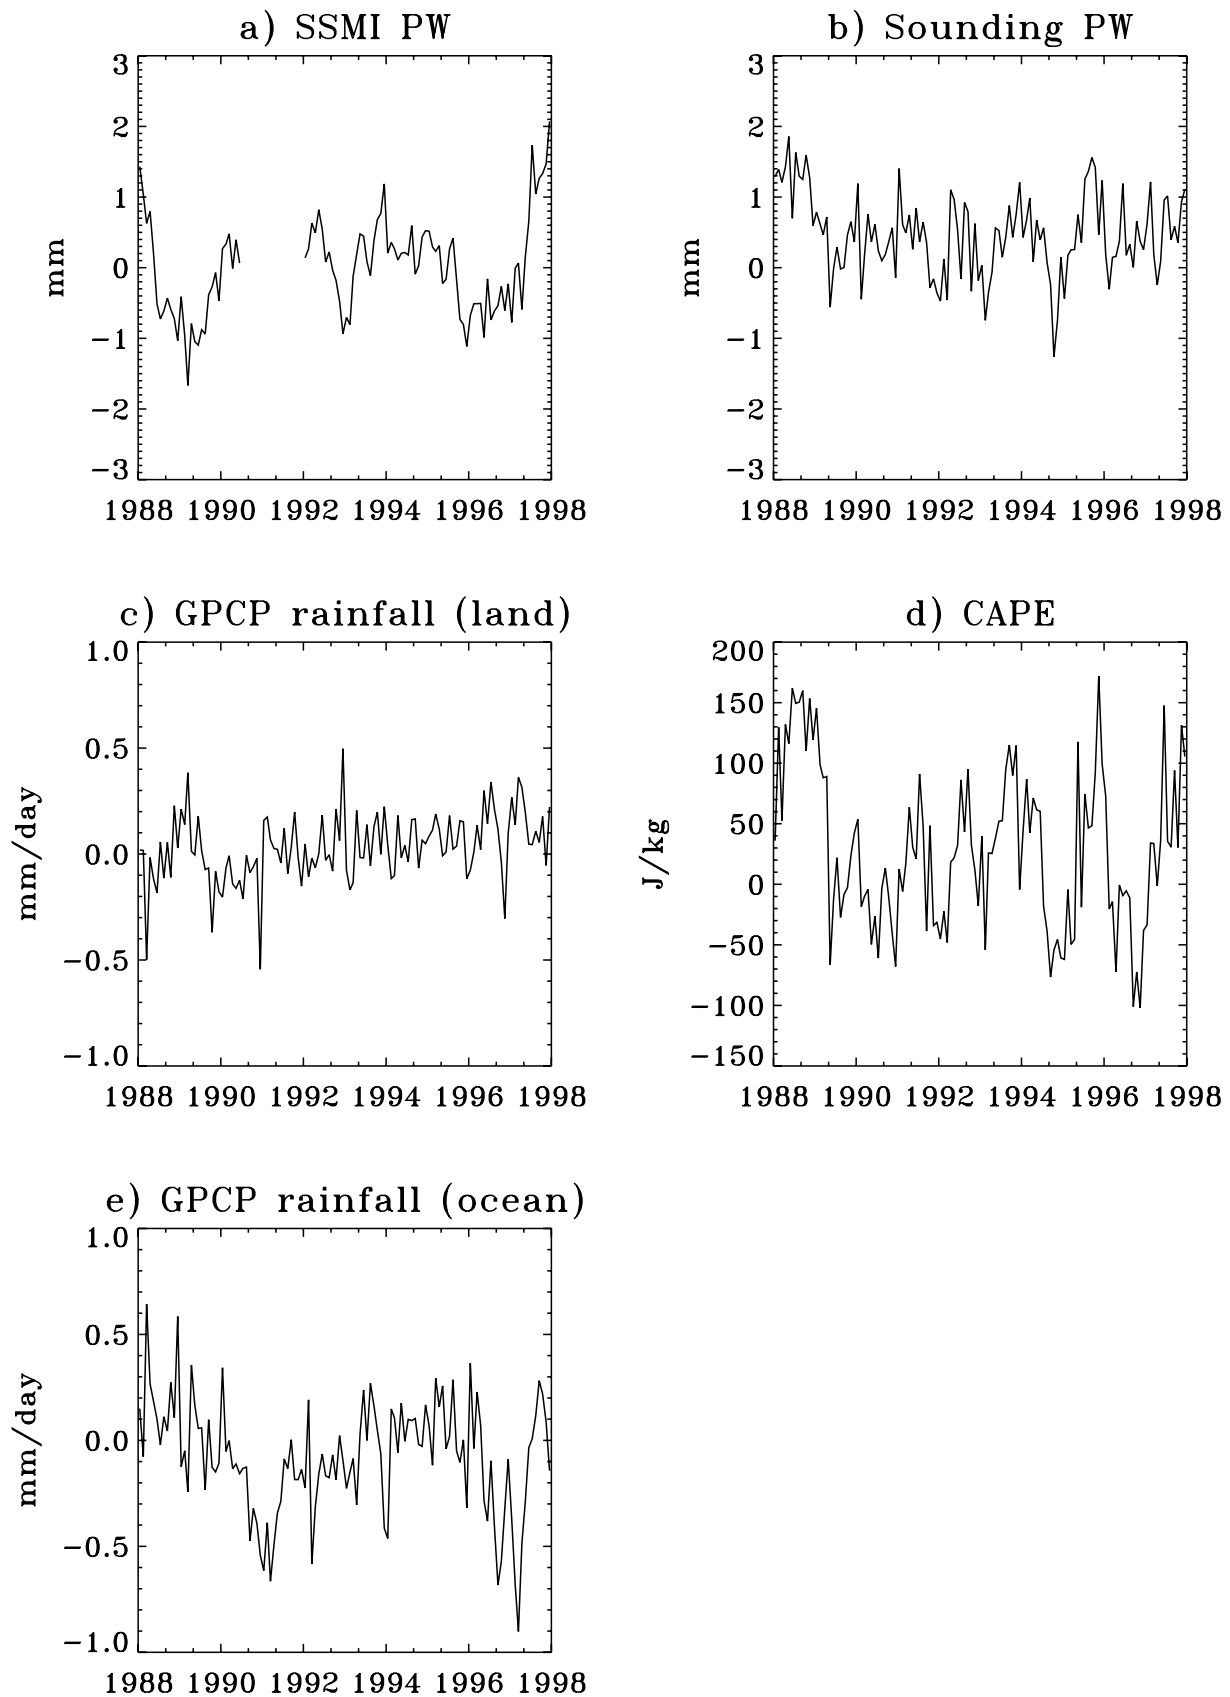 a) SSMI PW
3
2
1
0
−1
−2
−3
mm
1988 1990 1992 1994 1996 1998
b) Sounding PW
3
2
1
0
−1
−2
−3
mm
1988 1990 1992 1994 1996 1998
c) GPCP rainfall (land)
1.0
0.5
0.0
−0.5
−1.0
mm/day
1988 1990 1992 1994 1996 1998
d) CAPE
200
150
100
50
0
−50
−100
−150
J/kg
1988 1990 1992 1994 1996 1998
e) GPCP rainfall (ocean)
1.0
0.5
0.0
−0.5
−1.0
mm/day
1988 1990 1992 1994 1996 1998